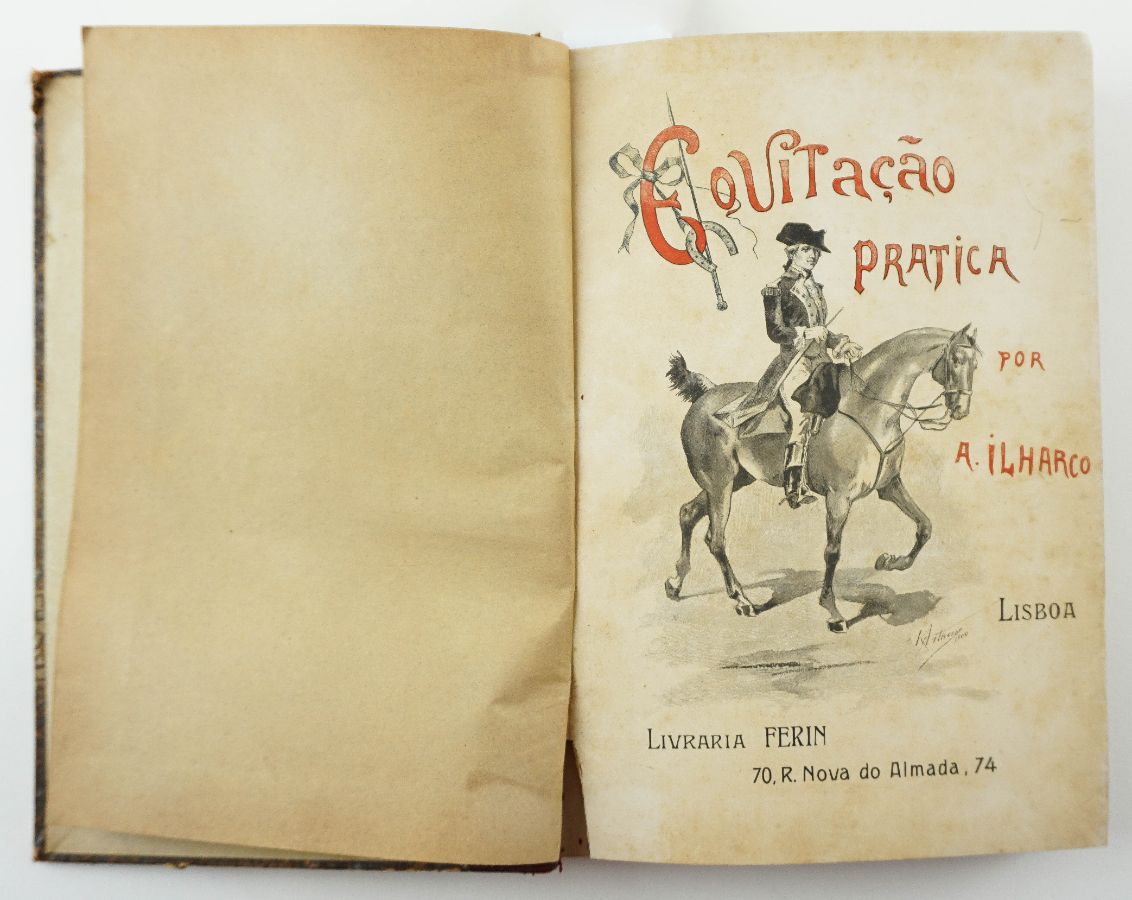 Equitação
PRATICA
POR
A. ILHARCO
LISBOA
LIVRARIA FERIN
70, R. Nova do Almada, 74